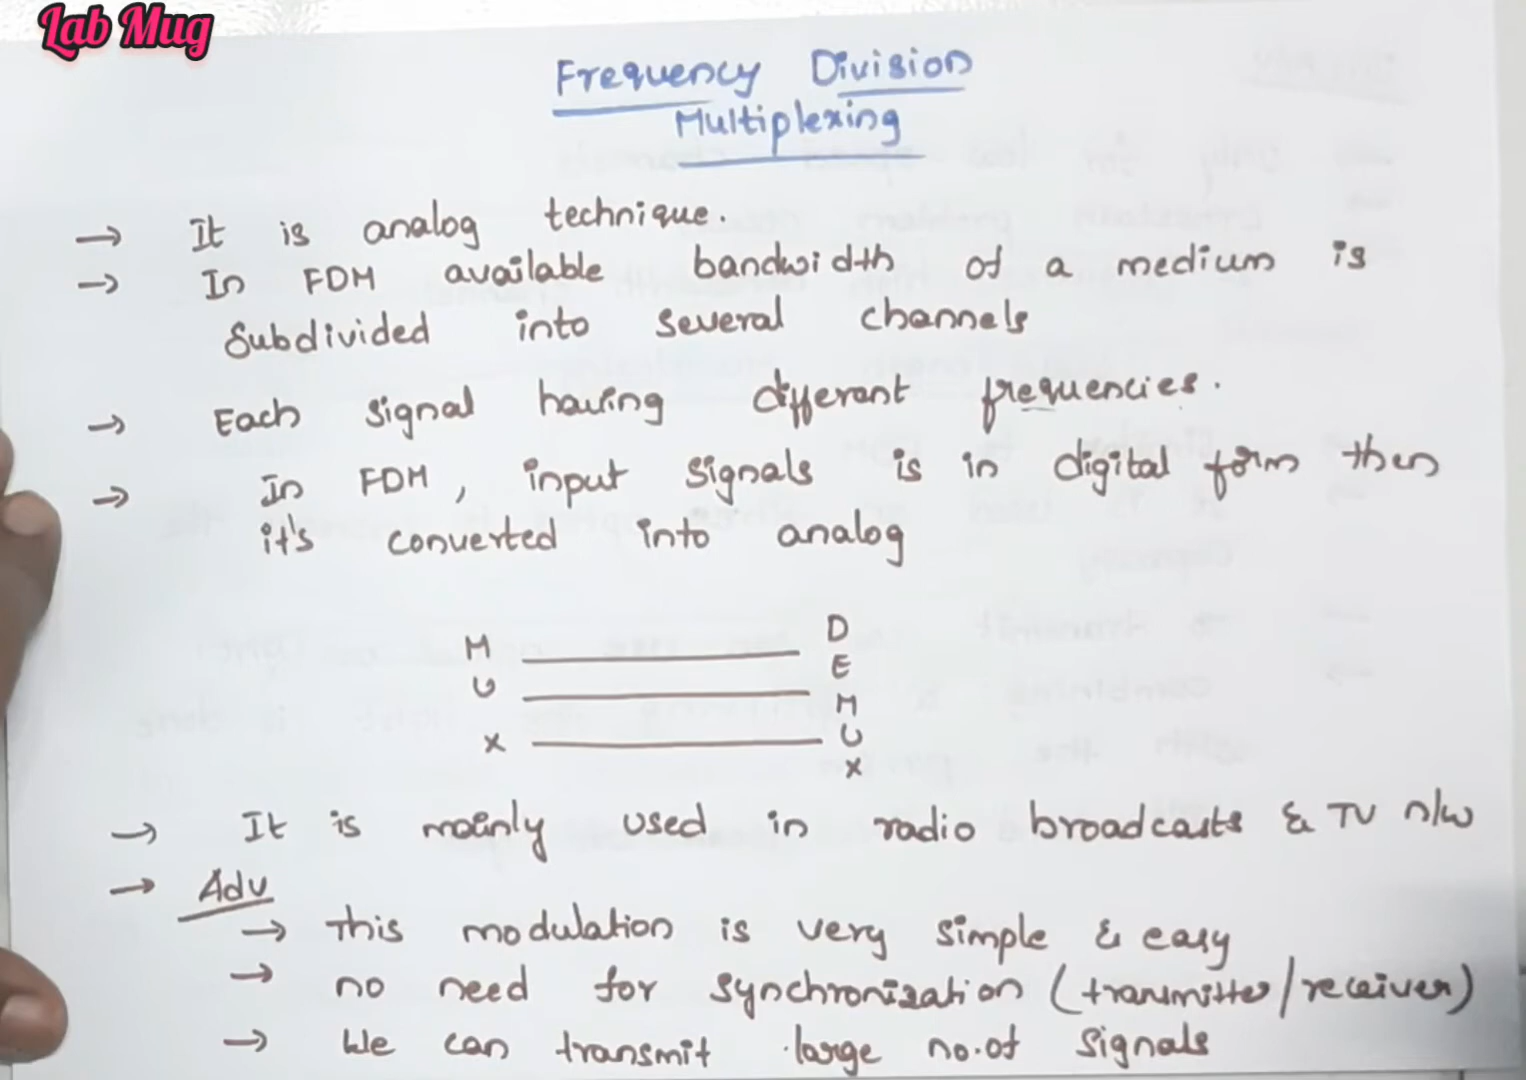 Lab Mug
Frequency Division
Multiplexing
→ It is analog technique.
→ In FDM available bandwidth of a medium is
Subdivided into several channels
→ Each signal having different frequencies.
→ In FDM, input signals is in digital form then
it's converted into analog
M
U
X
D
E
M
U
X
→ It is mainly used in radio broadcasts & TV n/w
→ Adv
→ this modulation is very simple & easy
→ no need for synchronization (transmitter/receiver)
→ We can transmit large no.of signals